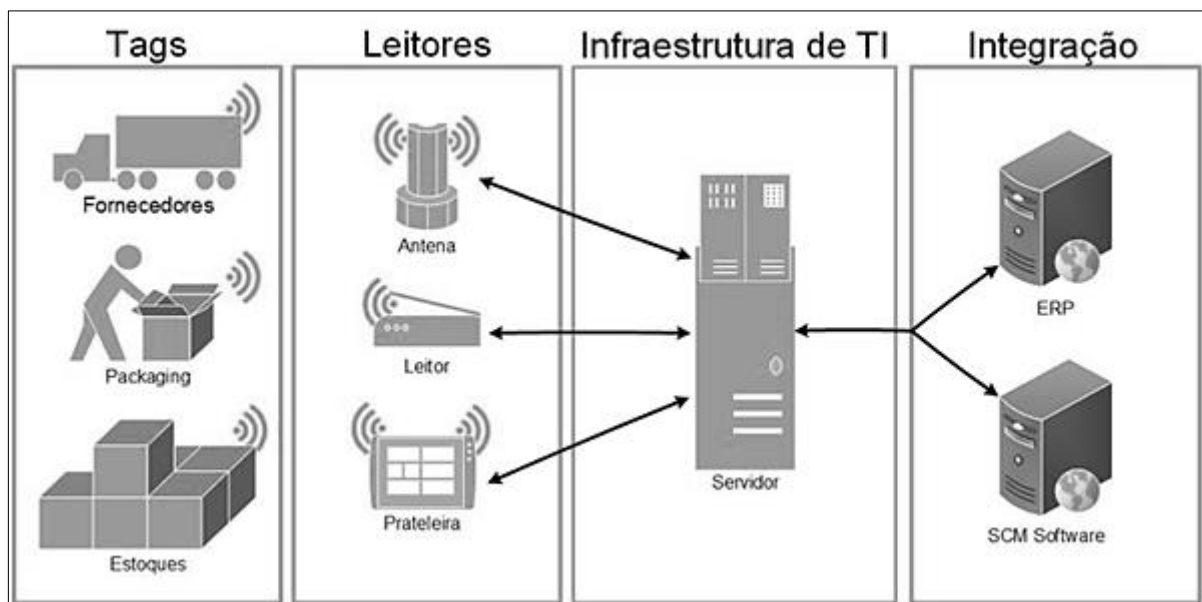 Tags
Fornecedores
Packaging
Estoques
Leitores
Antena
Leitor
Prateleira
Infraestrutura de TI
Servidor
Integração
ERP
SCM Software